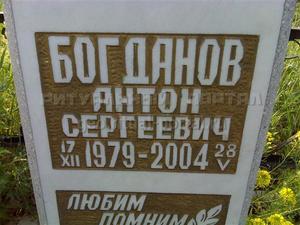 БОГДАНОВ
АНТОН
СЕРГЕЕВИЧ
17 XII 1979-2004 28 V
ЛЮБИМ
ПОМНИМ